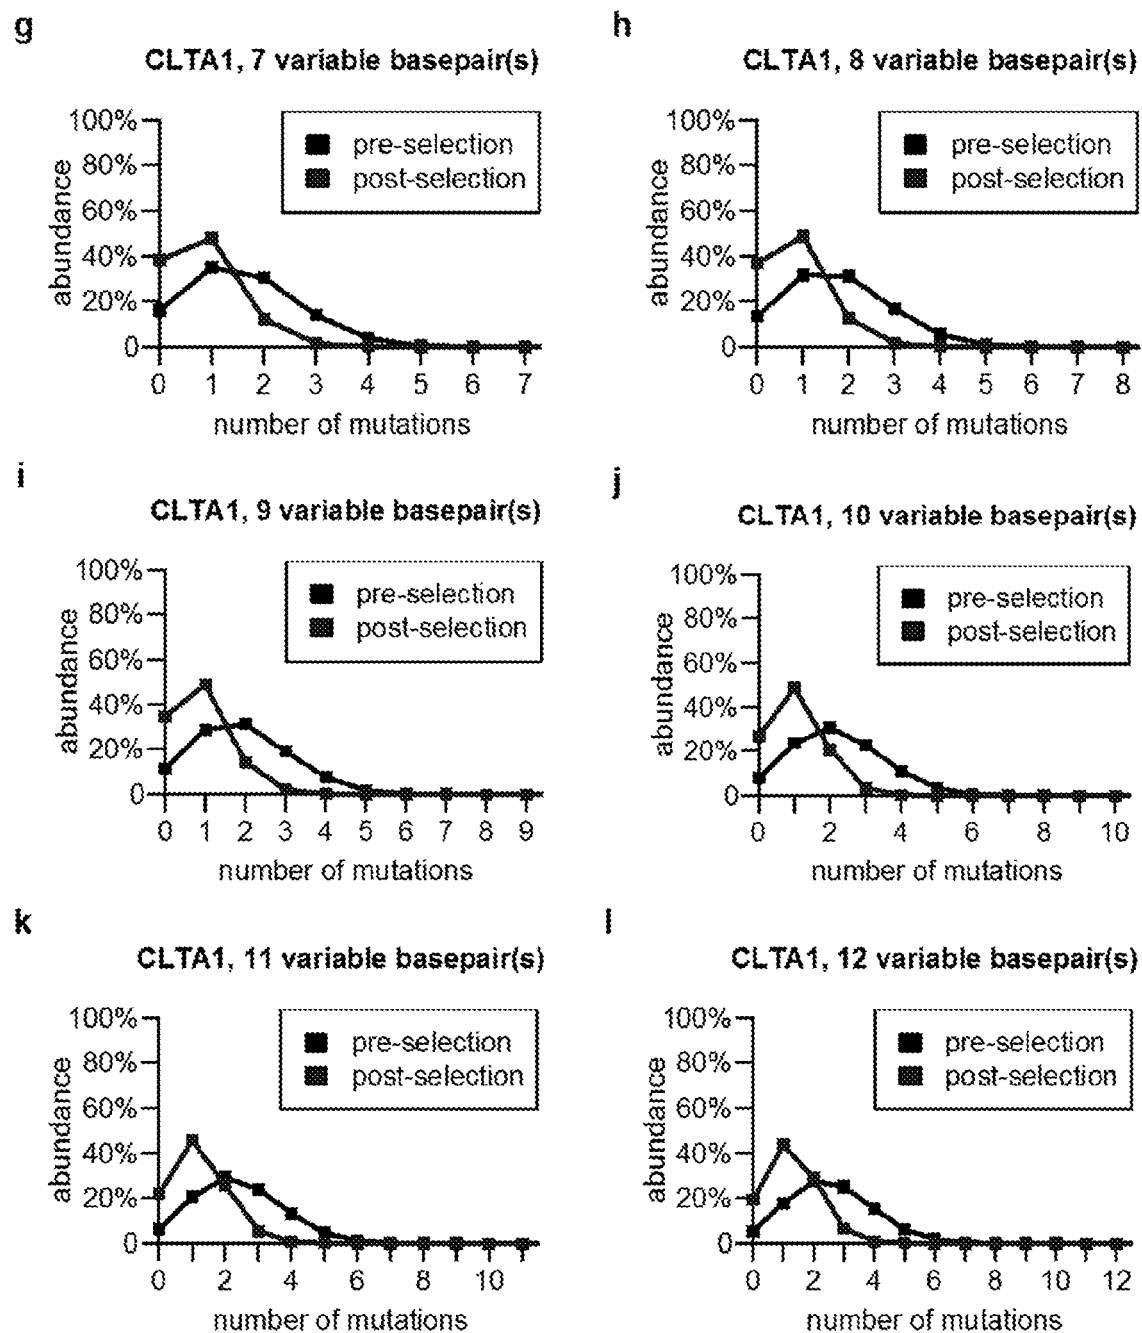 g
CLTA1, 7 variable basepair(s)
100%
80%
60%
40%
20%
0
abundance
pre-selection
post-selection
0 1 2 3 4 5 6 7
number of mutations
h
CLTA1, 8 variable basepair(s)
100%
80%
60%
40%
20%
0
abundance
pre-selection
post-selection
0 1 2 3 4 5 6 7 8
number of mutations
i
CLTA1, 9 variable basepair(s)
100%
80%
60%
40%
20%
0
abundance
pre-selection
post-selection
0 1 2 3 4 5 6 7 8 9
number of mutations
j
CLTA1, 10 variable basepair(s)
100%
80%
60%
40%
20%
0
abundance
pre-selection
post-selection
0 2 4 6 8 10
number of mutations
k
CLTA1, 11 variable basepair(s)
100%
80%
60%
40%
20%
0
abundance
pre-selection
post-selection
0 2 4 6 8 10
number of mutations
l
CLTA1, 12 variable basepair(s)
100%
80%
60%
40%
20%
0
abundance
pre-selection
post-selection
0 2 4 6 8 10 12
number of mutations